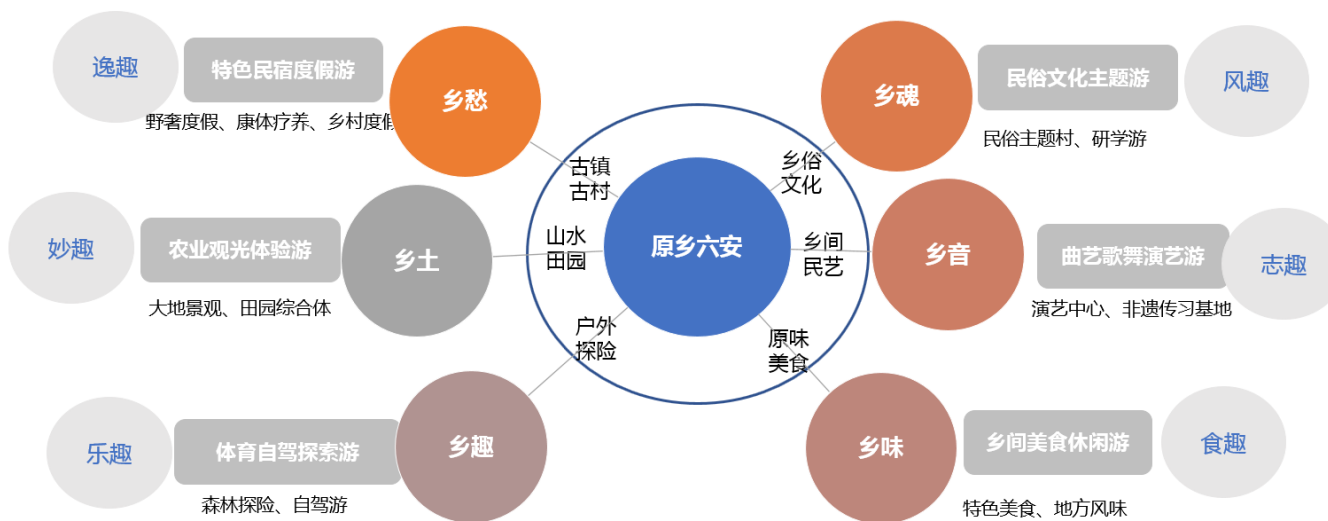 逸趣
特色民宿度假游
乡愁
野奢度假、康体疗养、乡村度假
妙趣
农业观光体验游
乡土
大地景观、田园综合体
乐趣
体育自驾探索游
乡趣
森林探险、自驾游
古镇
古村
山水
田园
户外
探险
原乡六安
乡俗
文化
乡间
民艺
原味
美食
乡魂
民俗文化主题游
风趣
民俗主题村、研学游
乡音
曲艺歌舞演艺游
志趣
演艺中心、非遗传习基地
乡味
乡间美食休闲游
食趣
特色美食、地方风味